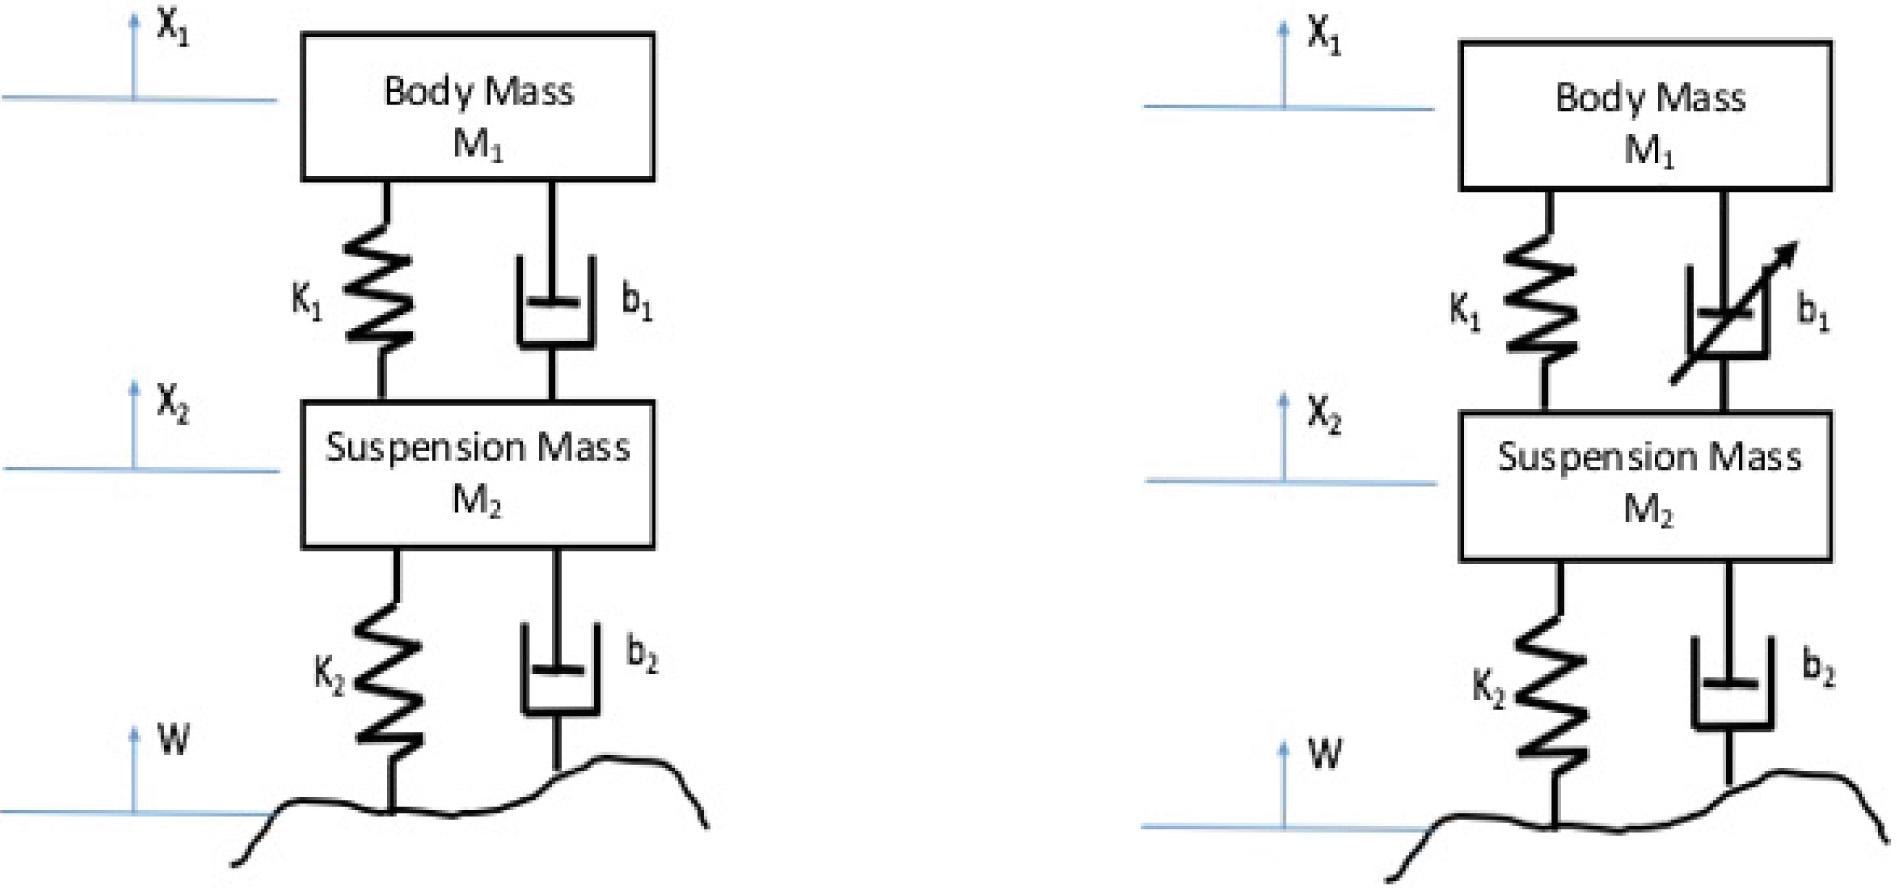 X₁
Body Mass
M₁
K₁
b₁
X₂
Suspension Mass
M₂
K₂
b₂
W
X₁
Body Mass
M₁
K₁
b₁
X₂
Suspension Mass
M₂
K₂
b₂
W